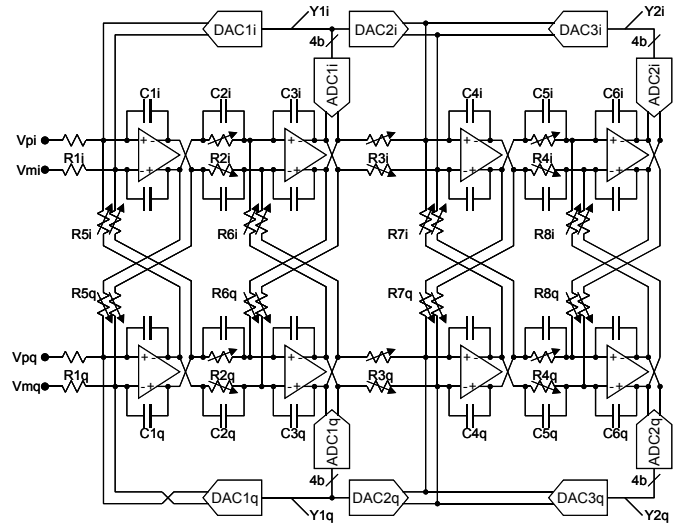 DAC1i Y1i DAC2i DAC3i Y2i
4b 4b
ADC1i ADC2i
C1i C2i C3i C4i C5i C6i
Vpi + - + - + - + -
R1i R2i R3i R4i
Vmi - + - + - + - +
R5i R6i R7i R8i
R5q R6q R7q R8q
Vpq + - + - + - + -
R1q R2q R3q R4q
Vmq - + - + - + - +
C1q C2q C3q C4q C5q C6q
ADC1q ADC2q
4b 4b
DAC1q Y1q DAC2q DAC3q Y2q